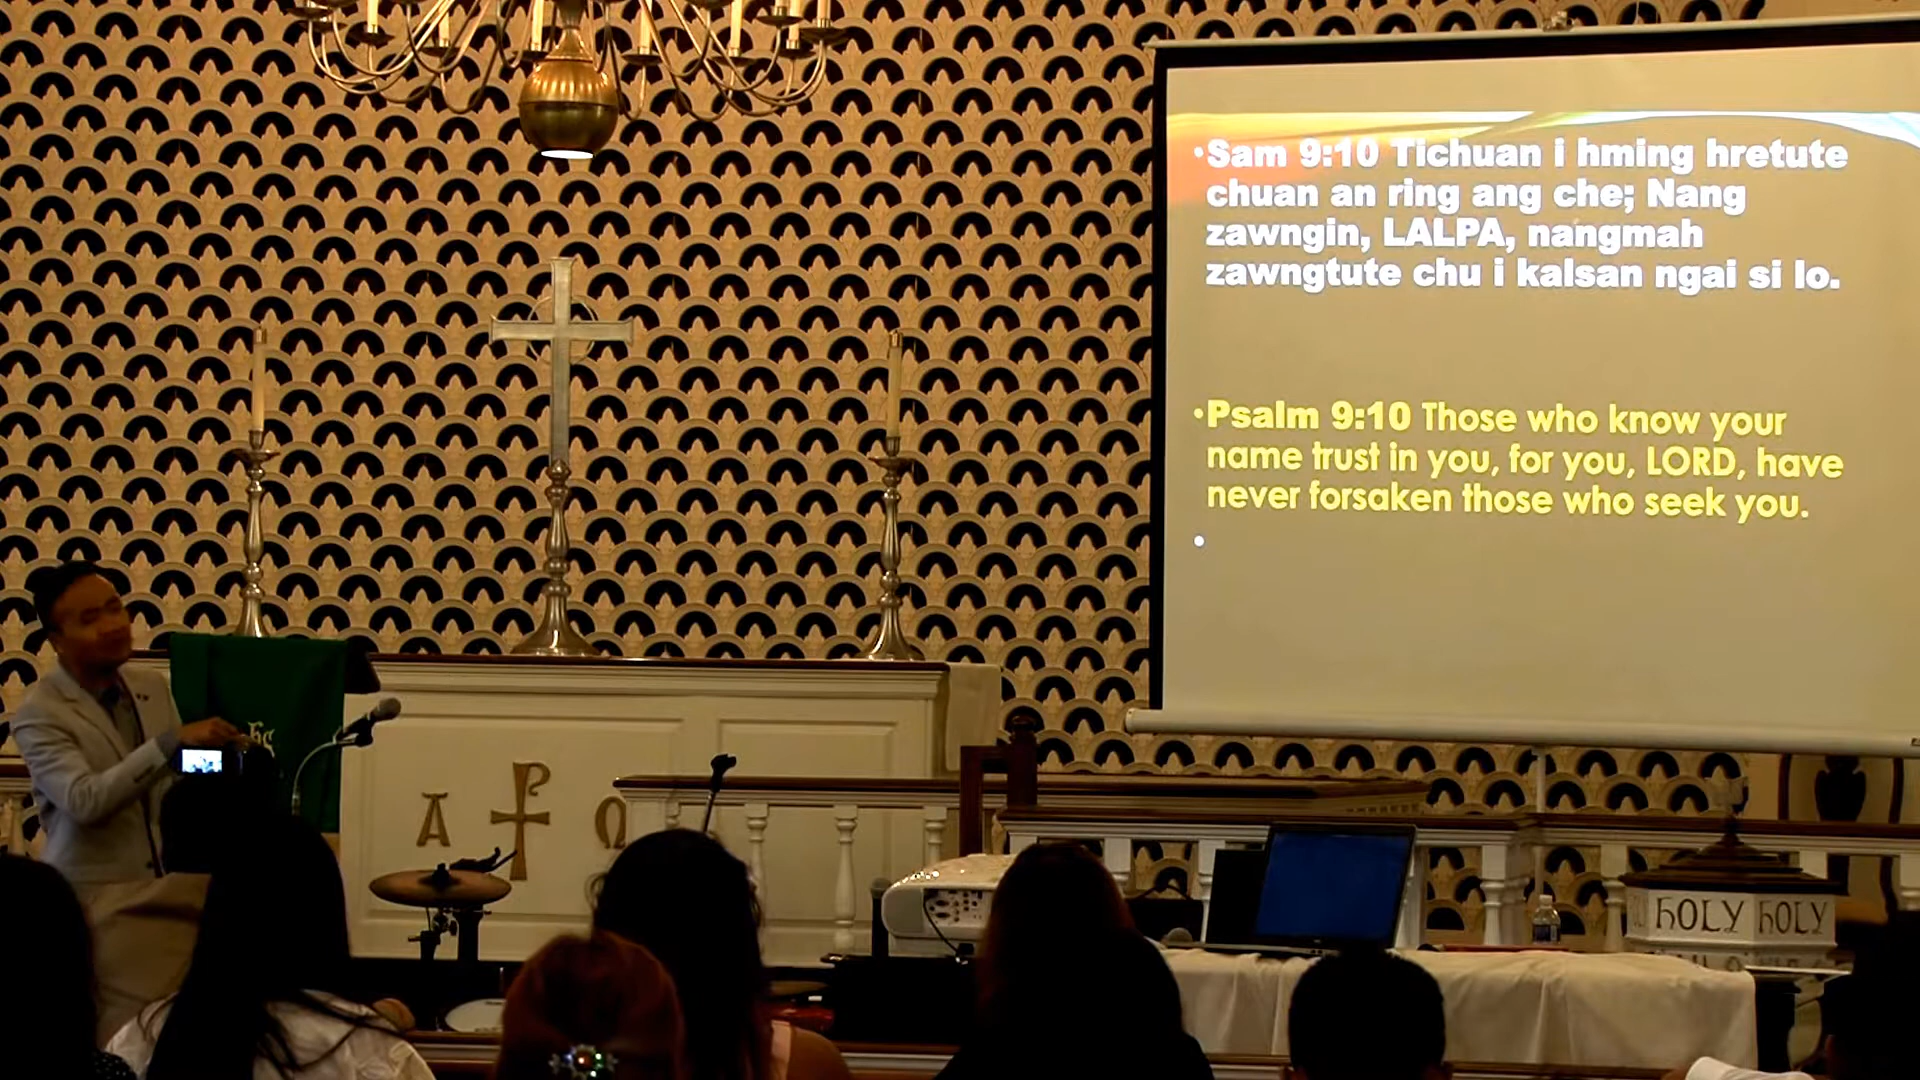 •Sam 9:10 Tichuan i hming hretute
chuan an ring ang che; Nang
zawngin, LALPA, nangmah
zawngtute chu i kalsan ngai si lo.
•Psalm 9:10 Those who know your
name trust in you, for you, LORD, have
never forsaken those who seek you.
•
Α
Ω
HOLY HOLY